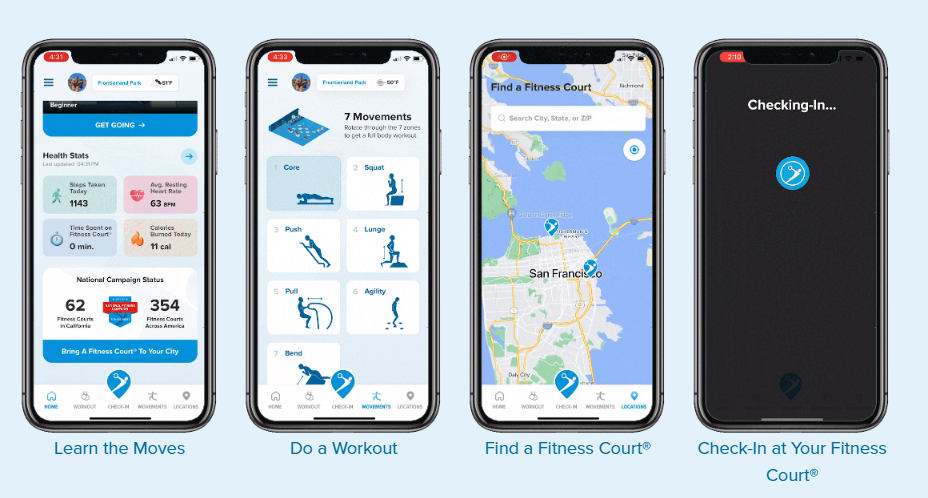 4:31
Frontierland Park
51°F
Beginner
GET GOING →
Health Stats
Steps Taken
Today
1143
Avg. Resting
Heart Rate
63 BPM
Time Spent on
Fitness Court®
0 min.
Calories
Burned Today
11 cal
National Campaign Status
62
Fitness Courts
in California
354
Fitness Courts
Across America
Bring A Fitness Court® To Your City
HOME
WORKOUT
CHECK-IN
MOVEMENTS
LOCATIONS
Learn the Moves
4:33
Frontierland Park
50°F
7 Movements
Rotate through the 7 zones
to get a full body workout
1 Core
2 Squat
3 Push
4 Lunge
5 Pull
6 Agility
7 Bend
HOME
WORKOUT
CHECK-IN
MOVEMENTS
LOCATIONS
Do a Workout
Find a Fitness Court
Richmond
Search City, State, or ZIP
San Francisco
Daly City
HOME
WORKOUT
CHECK-IN
MOVEMENTS
LOCATIONS
Find a Fitness Court®
2:10
Checking-In...
Check-In at Your Fitness
Court®